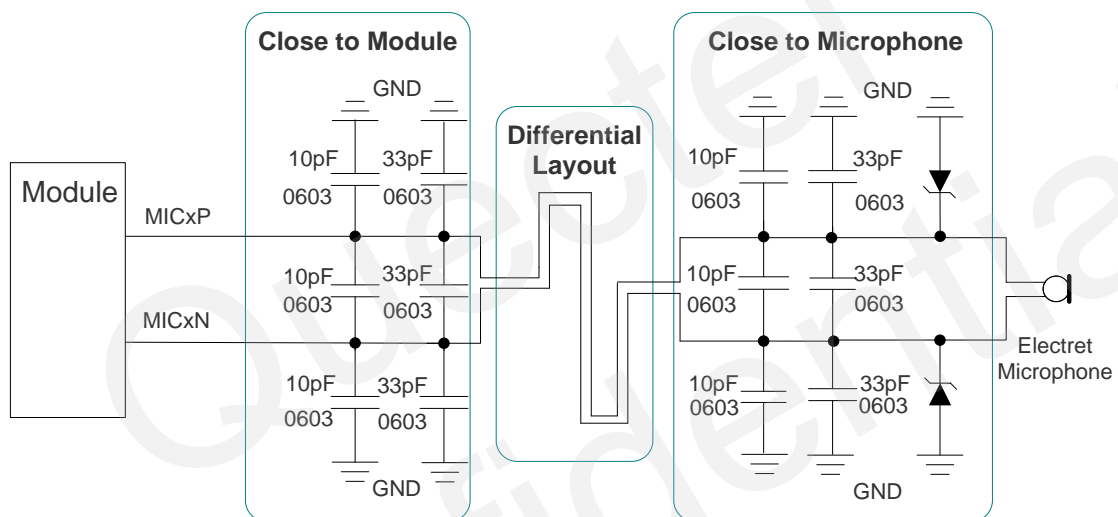 Close to Module
GND
10pF
0603
33pF
0603
Module
MICxP
10pF
0603
33pF
0603
MICxN
10pF
0603
33pF
0603
GND
Differential
Layout
Close to Microphone
GND
10pF
0603
33pF
0603
10pF
0603
33pF
0603
10pF
0603
33pF
0603
GND
Electret
Microphone
Quectel